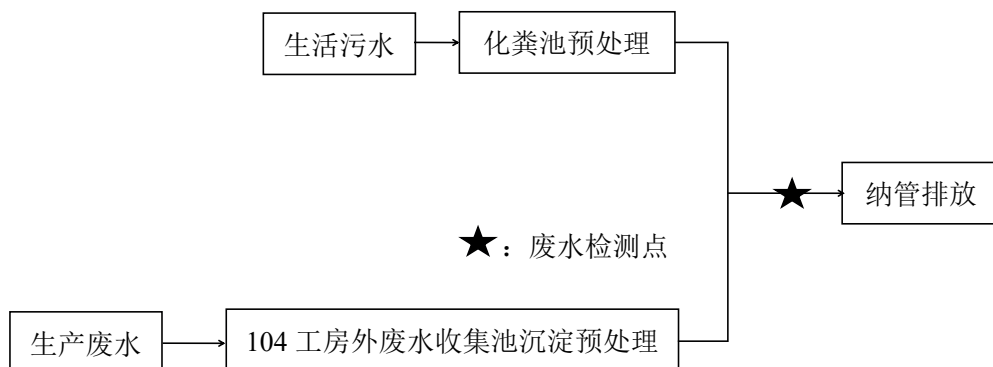 生活污水
化粪池预处理
纳管排放
★：废水检测点
生产废水
104 工房外废水收集池沉淀预处理